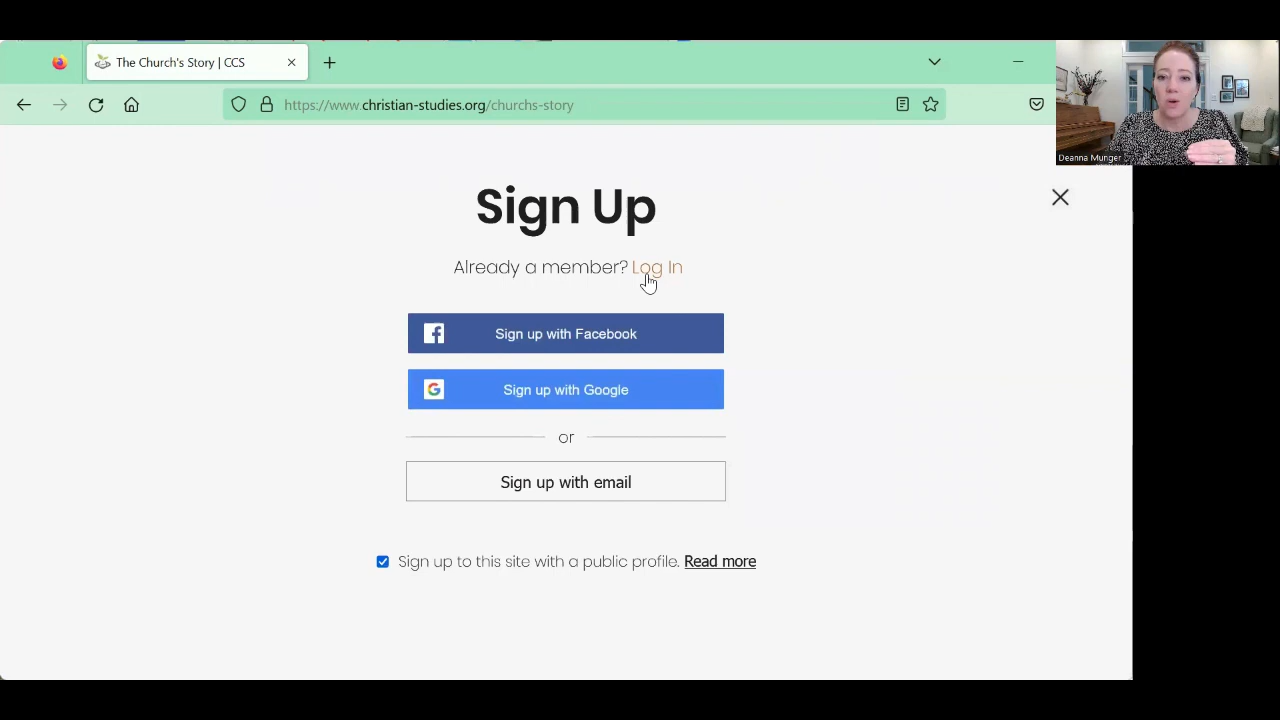 The Church's Story | CCS
https://www.christian-studies.org/churchs-story
Deanna Munger
Sign Up
Already a member? Log In
Sign up with Facebook
G Sign up with Google
or
Sign up with email
Sign up to this site with a public profile. Read more